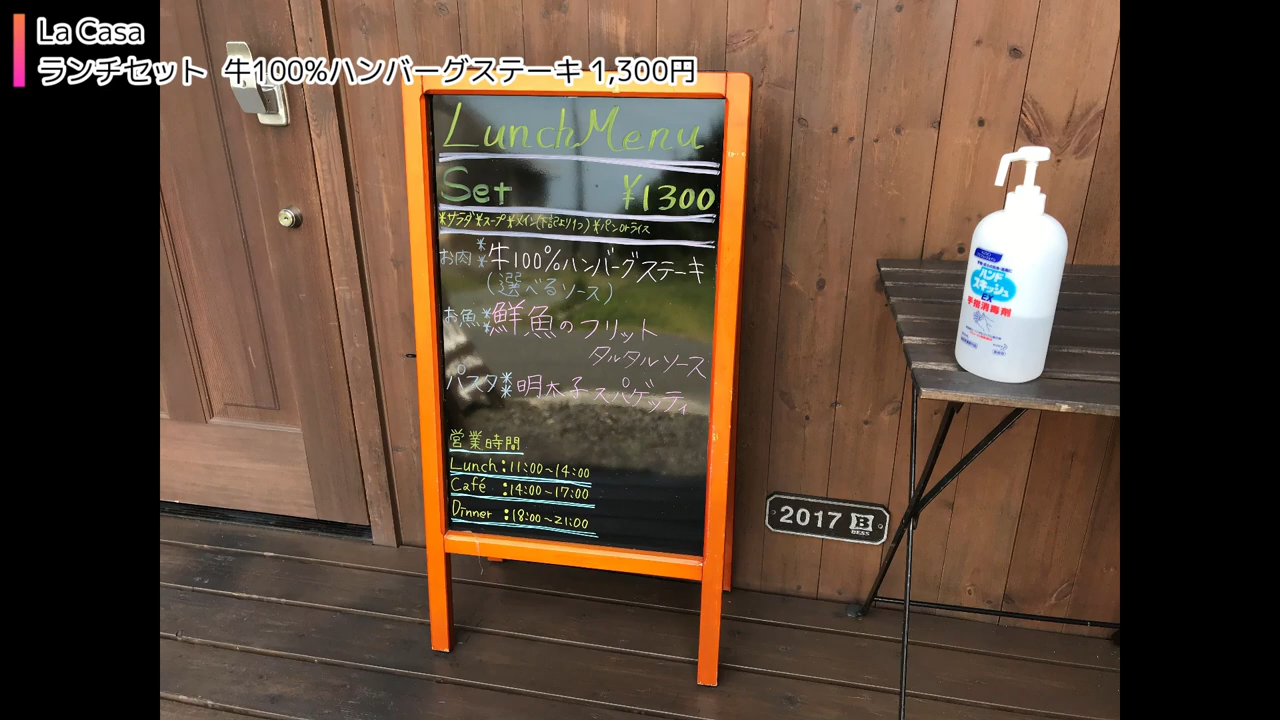 La Casa
ランチセット 牛100%ハンバーグステーキ 1,300円
Lunch Menu
Set ¥1300
*サラダ*スープ*メイン(下記より1つ)*パンorライス
お肉**牛100%ハンバーグステーキ
(選べるソース)
お魚**鮮魚のフリット
タルタルソース
パスタ**明太子スパゲッティ
営業時間
Lunch:11:00~14:00
Café :14:00~17:00
Dinner :18:00~21:00
ハンド
スキッシュ
EX
手指消毒剤
2017 B
BESS